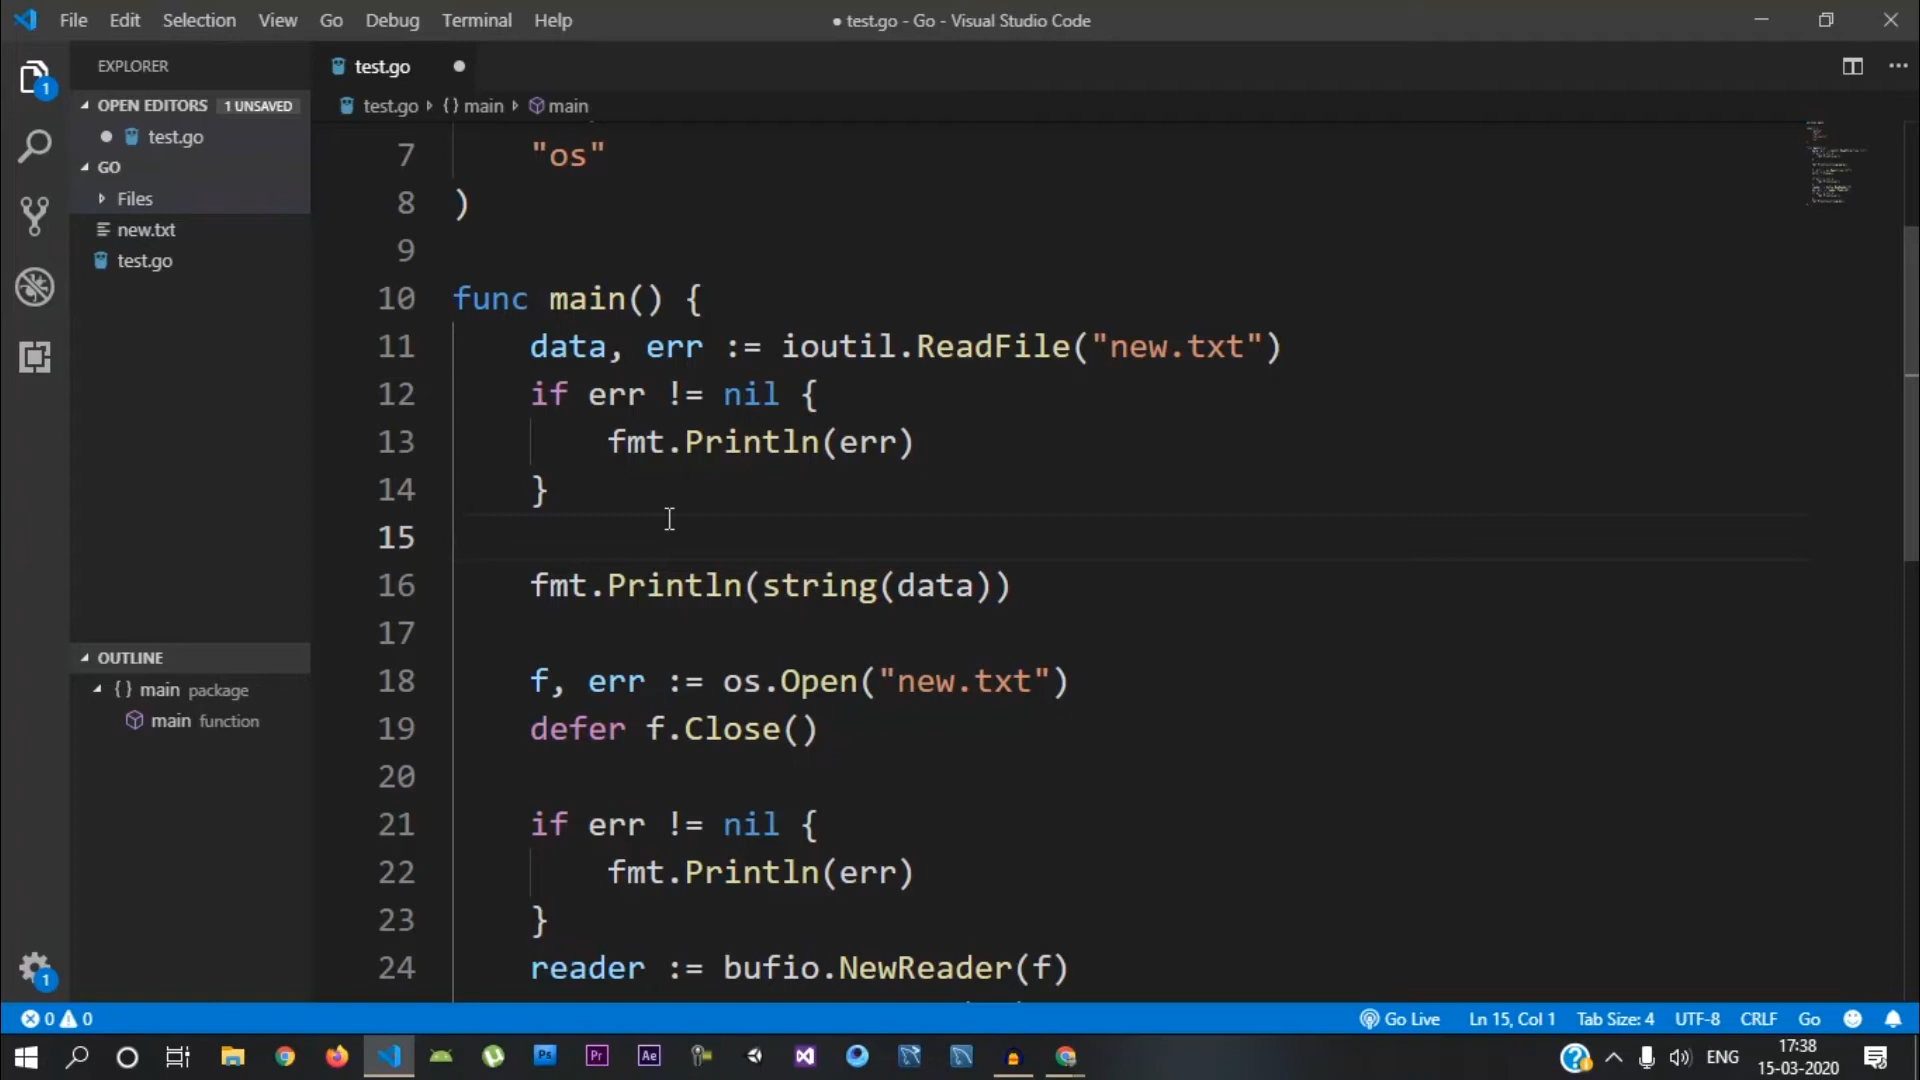 File Edit Selection View Go Debug Terminal Help
● test.go - Go - Visual Studio Code
EXPLORER
OPEN EDITORS 1 UNSAVED
test.go
GO
Files
new.txt
test.go
OUTLINE
{} main package
main function
test.go
test.go {} main main
7 "os"
8 )
9
10 func main() {
11 data, err := ioutil.ReadFile("new.txt")
12 if err != nil {
13 fmt.Println(err)
14 }
15
16 fmt.Println(string(data))
17
18 f, err := os.Open("new.txt")
19 defer f.Close()
20
21 if err != nil {
22 fmt.Println(err)
23 }
24 reader := bufio.NewReader(f)
1
1
0 0
Go Live Ln 15, Col 1 Tab Size: 4 UTF-8 CRLF Go
Ps Pr Ae
ENG
17:38
15-03-2020